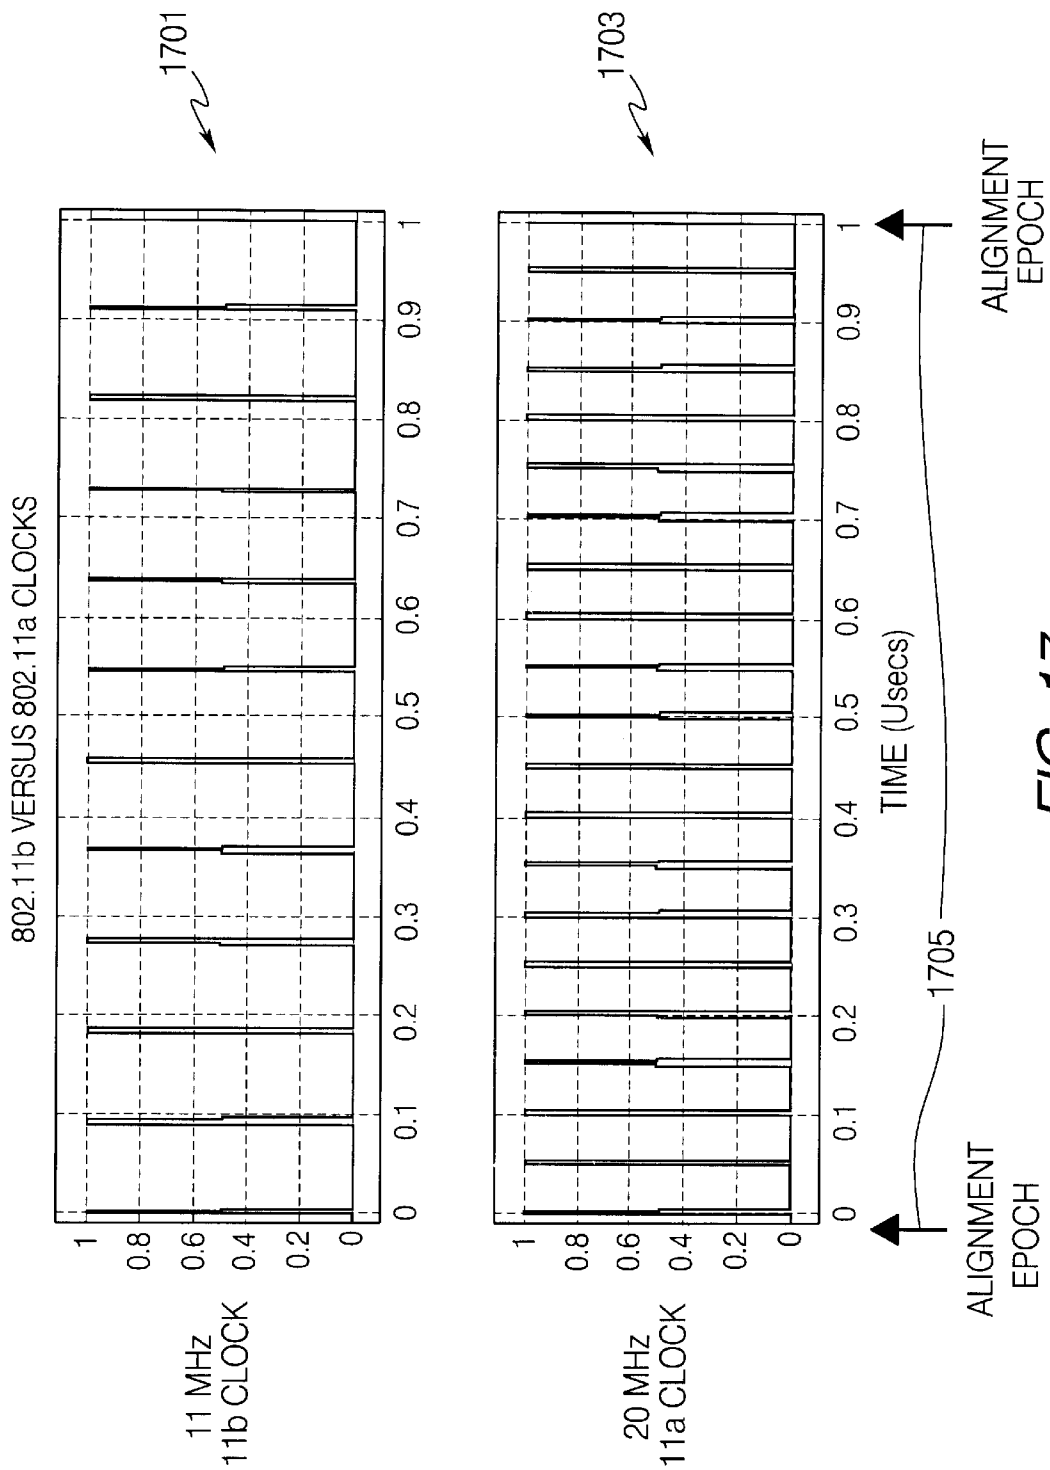 802.11b VERSUS 802.11a CLOCKS
11 MHz
11b CLOCK
1
0.8
0.6
0.4
0.2
0
0 0.1 0.2 0.3 0.4 0.5 0.6 0.7 0.8 0.9 1
1701
20 MHz
11a CLOCK
1
0.8
0.6
0.4
0.2
0
0 0.1 0.2 0.3 0.4 0.5 0.6 0.7 0.8 0.9 1
1703
TIME (Usecs)
1705
ALIGNMENT
EPOCH
ALIGNMENT
EPOCH
FIG. 17